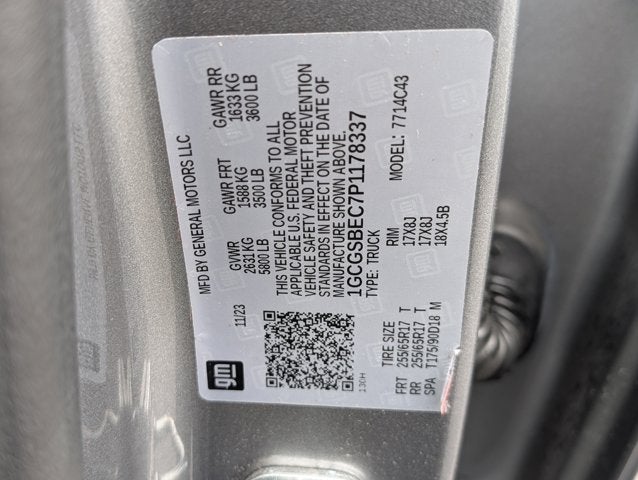 MFD BY GENERAL MOTORS LLC
11/23
GVWR GAWR FRT GAWR RR
2631 KG 1588 KG 1633 KG
5800 LB 3500 LB 3600 LB
THIS VEHICLE CONFORMS TO ALL
APPLICABLE U.S. FEDERAL MOTOR
VEHICLE SAFETY AND THEFT PREVENTION
STANDARDS IN EFFECT ON THE DATE OF
MANUFACTURE SHOWN ABOVE.
1GCGSBEC7P1178337
TYPE: TRUCK MODEL: 7714C43
gm
130H
TIRE SIZE RIM
FRT 255/65R17 T 17X8J
RR 255/65R17 T 17X8J
SPA T175/90D18 M 18X4.5B